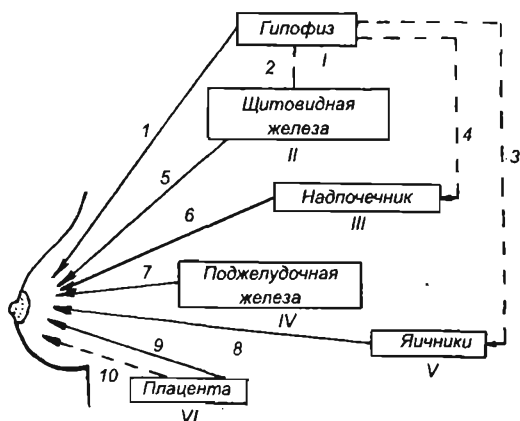 Гипофиз
I
2
Щитовидная
железа
II
1
5
4
3
Надпочечник
III
6
7
Поджелудочная
железа
IV
8
Яичники
V
9
10
Плацента
VI